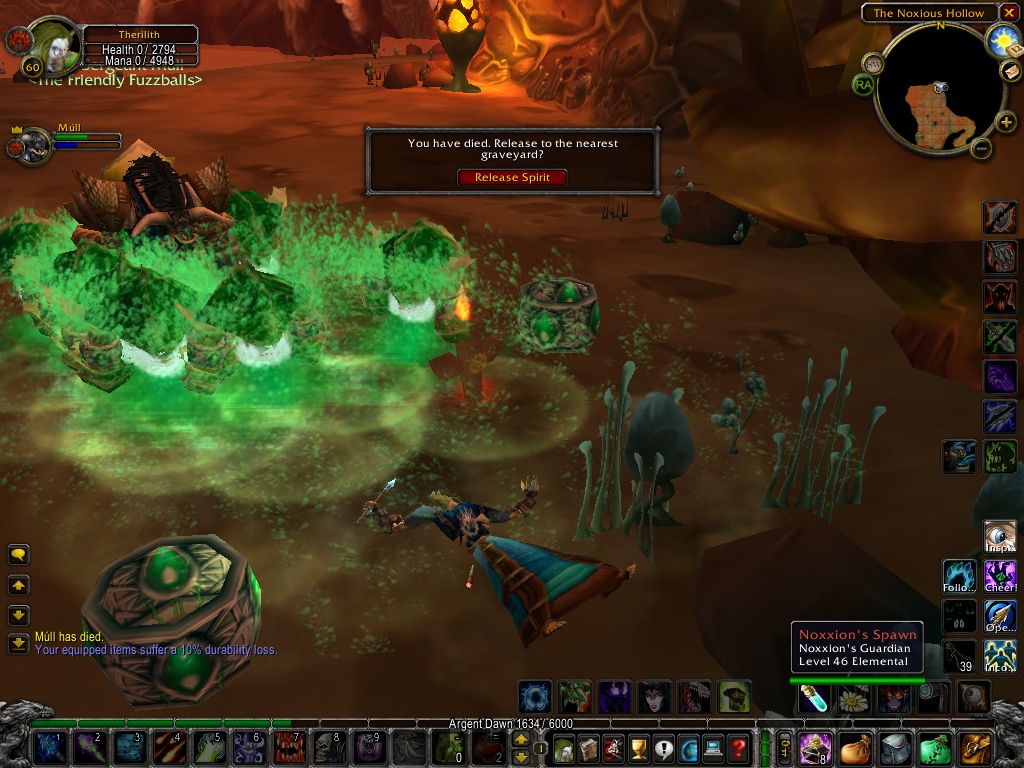 The Noxious Hollow
N
Therilith
Health 0 / 2794
Mana 0 / 4948
60
<The Friendly Fuzzballs>
RA
Múll
You have died. Release to the nearest
graveyard?
Release Spirit
Insp...
Follo...
Cheer!
Ope...
39
Inco...
Múll has died.
Your equipped items suffer a 10% durability loss.
Noxxion's Spawn
Noxxion's Guardian
Level 46 Elemental
Argent Dawn 1634 / 6000
1 2 3 4 5 6 7 8 9 0 2 1 8